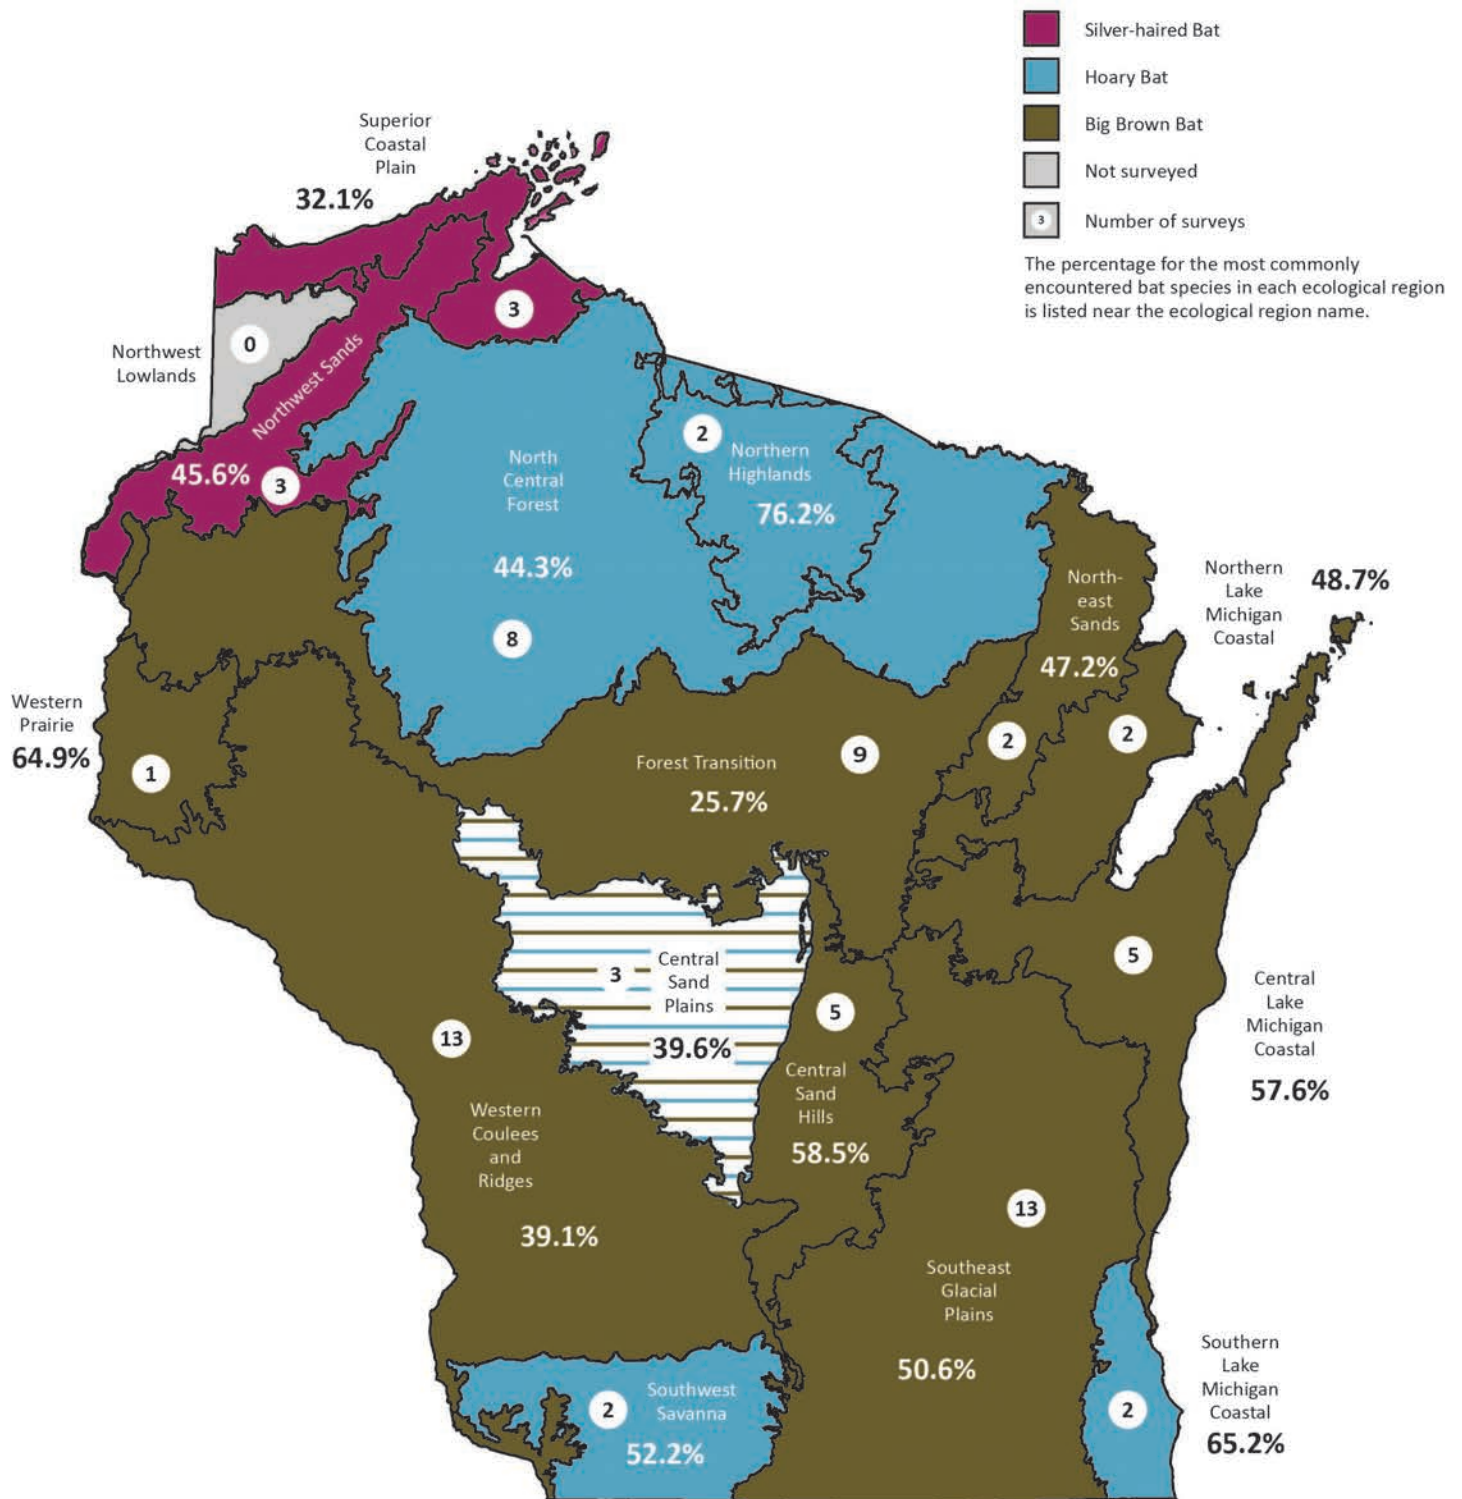 Silver-haired Bat
Hoary Bat
Big Brown Bat
Not surveyed
3 Number of surveys
The percentage for the most commonly
encountered bat species in each ecological region
is listed near the ecological region name.
Superior
Coastal
Plain
32.1%
3
Northwest
Lowlands
0
Northwest Sands
45.6%
3
North
Central
Forest
44.3%
8
2
Northern
Highlands
76.2%
North-
east
Sands
47.2%
2
Northern
Lake
Michigan
Coastal
48.7%
2
Western
Prairie
64.9%
1
Forest Transition
25.7%
9
3
Central
Sand
Plains
39.6%
5
Central
Sand
Hills
58.5%
5
Central
Lake
Michigan
Coastal
57.6%
13
Western
Coulees
and
Ridges
39.1%
13
Southeast
Glacial
Plains
50.6%
2
Southwest
Savanna
52.2%
2
Southern
Lake
Michigan
Coastal
65.2%